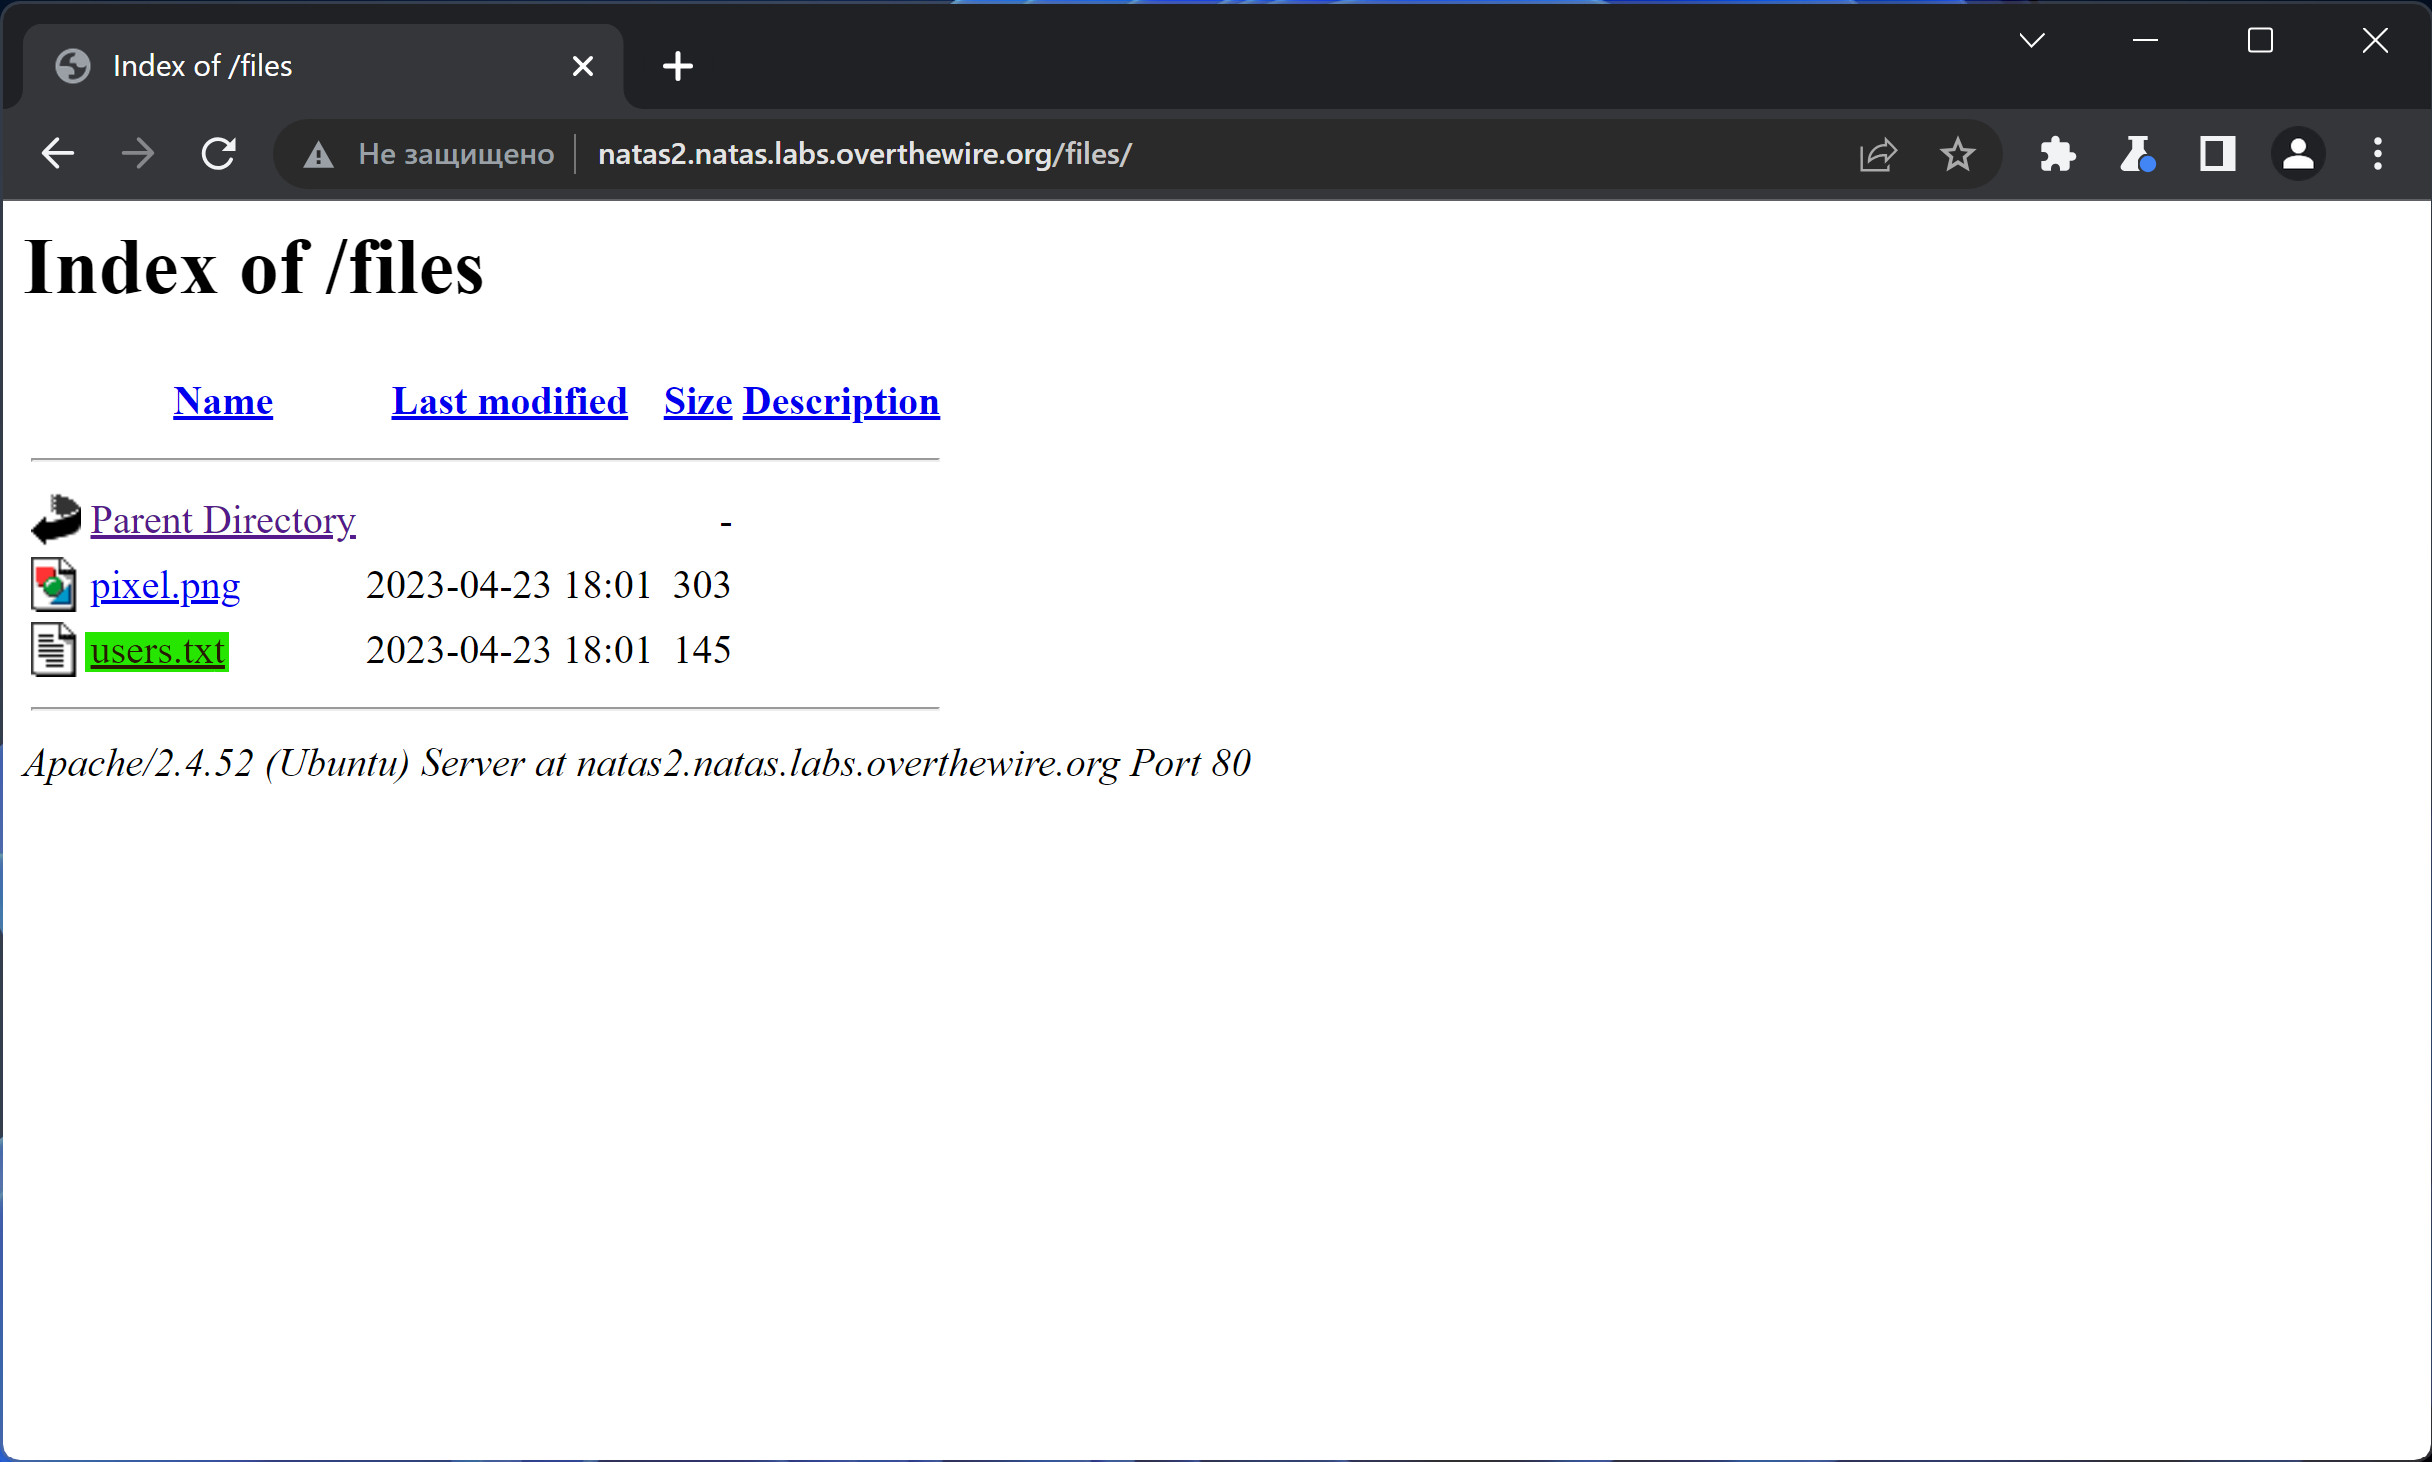 Index of /files
Не защищено natas2.natas.labs.overthewire.org/files/
Index of /files
Name Last modified Size Description
Parent Directory -
pixel.png 2023-04-23 18:01 303
users.txt 2023-04-23 18:01 145
Apache/2.4.52 (Ubuntu) Server at natas2.natas.labs.overthewire.org Port 80